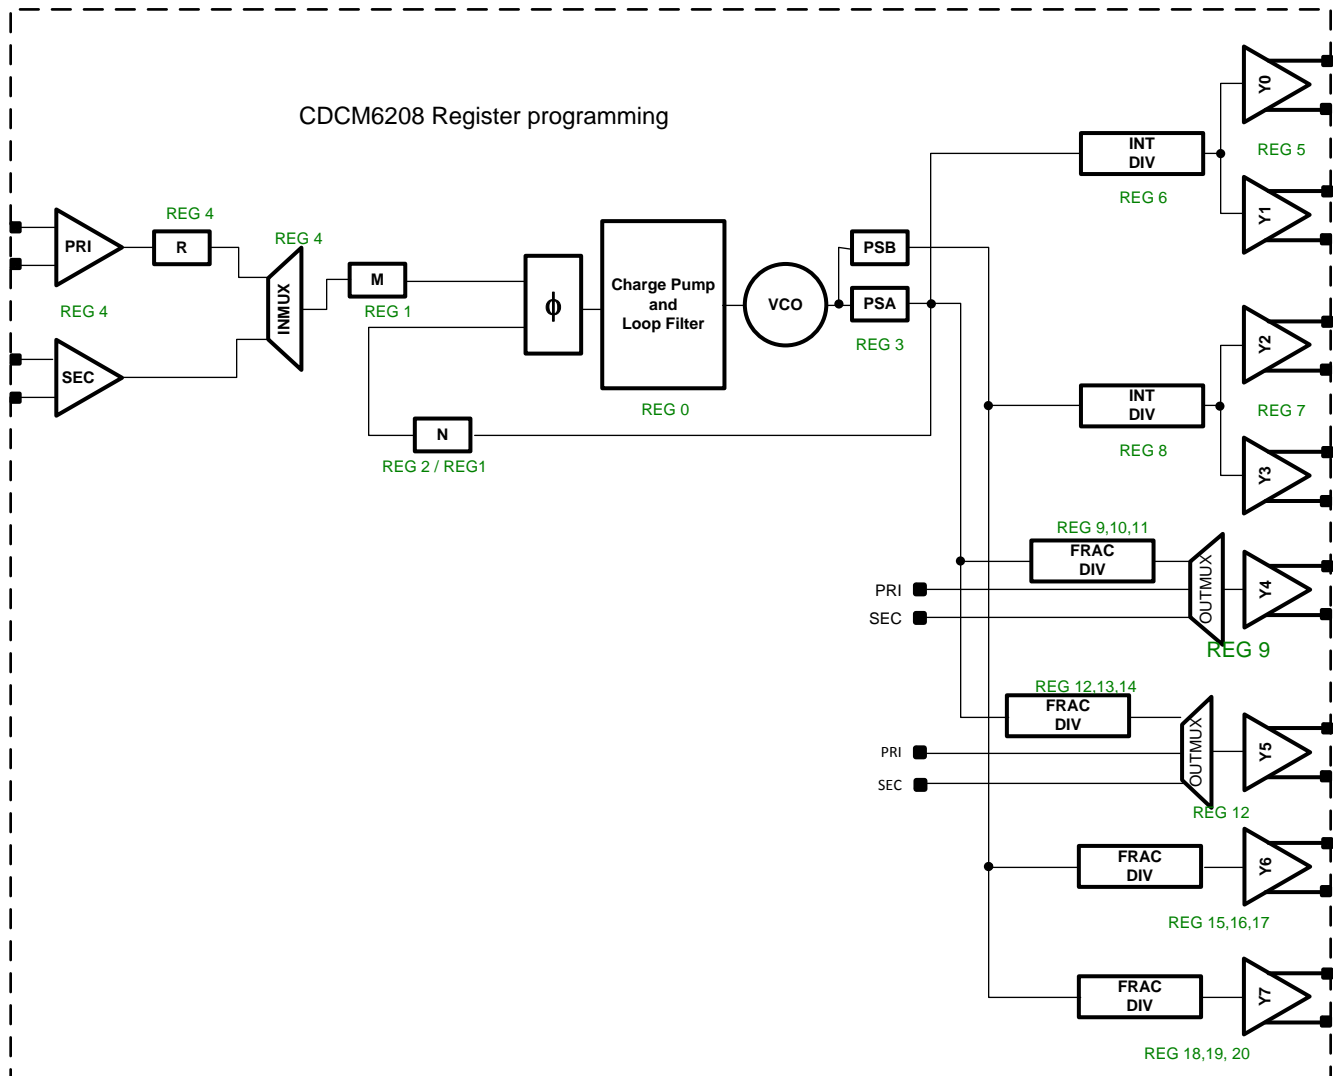 CDCM6208 Register programming
PRI
REG 4
R
REG 4
SEC
REG 4
INMUX
M
REG 1
N
REG 2 / REG1
ϕ
Charge Pump
and
Loop Filter
REG 0
VCO
PSB
PSA
REG 3
INT
DIV
REG 6
Y0
REG 5
Y1
INT
DIV
REG 8
Y2
REG 7
Y3
REG 9,10,11
FRAC
DIV
PRI
SEC
OUTMUX
REG 9
Y4
REG 12,13,14
FRAC
DIV
PRI
SEC
OUTMUX
REG 12
Y5
FRAC
DIV
Y6
REG 15,16,17
FRAC
DIV
Y7
REG 18,19, 20